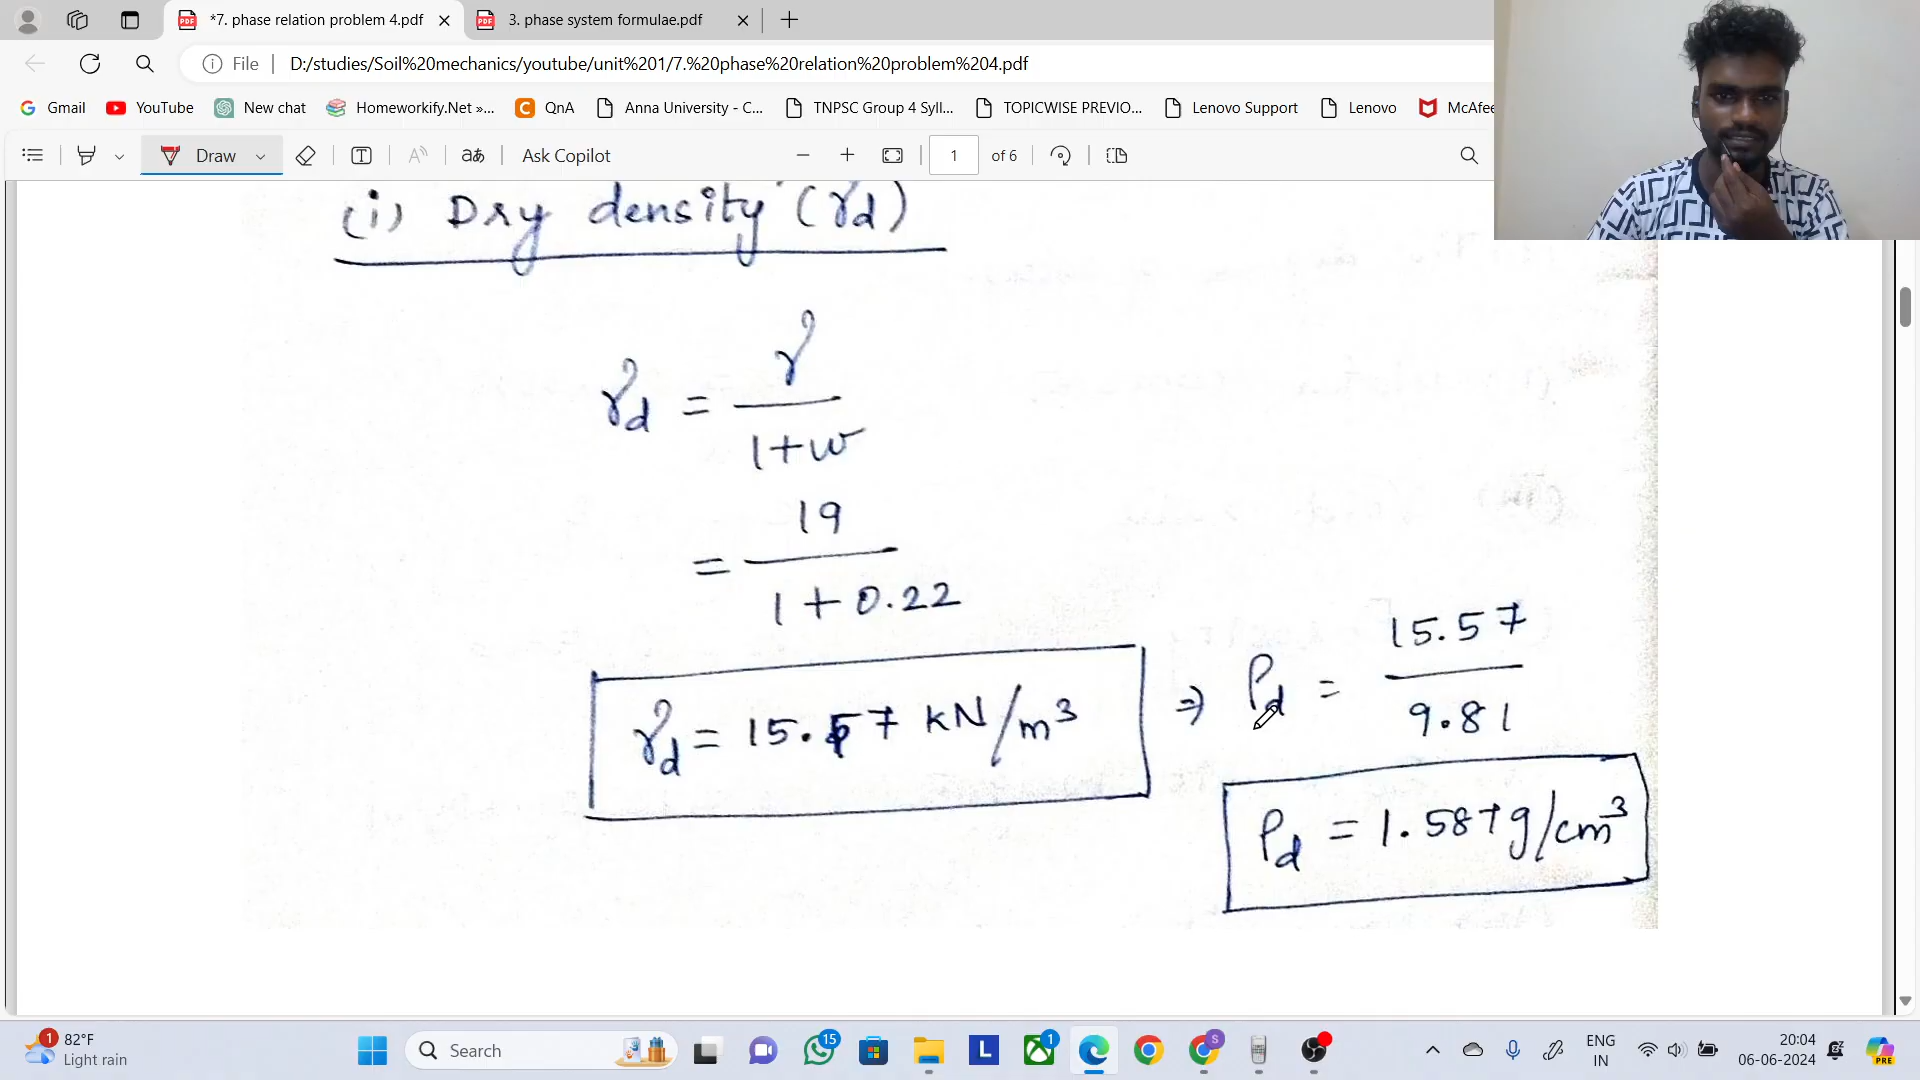 *7. phase relation problem 4.pdf
3. phase system formulae.pdf
File
D:/studies/Soil%20mechanics/youtube/unit%201/7.%20phase%20relation%20problem%204.pdf
Gmail
YouTube
New chat
Homeworkify.Net »...
QnA
Anna University - C...
TNPSC Group 4 Syll...
TOPICWISE PREVIO...
Lenovo Support
Lenovo
McAfee
Draw
Ask Copilot
1 of 6
(i) Dry density (γd)
γd = γ / 1+w
= 19 / 1+0.22
γd = 15.57 kN/m³
⇒ ρd = 15.57 / 9.81
ρd = 1.587 g/cm³
1
82°F
Light rain
Search
15
1
S
ENG
IN
20:04
06-06-2024
PRE